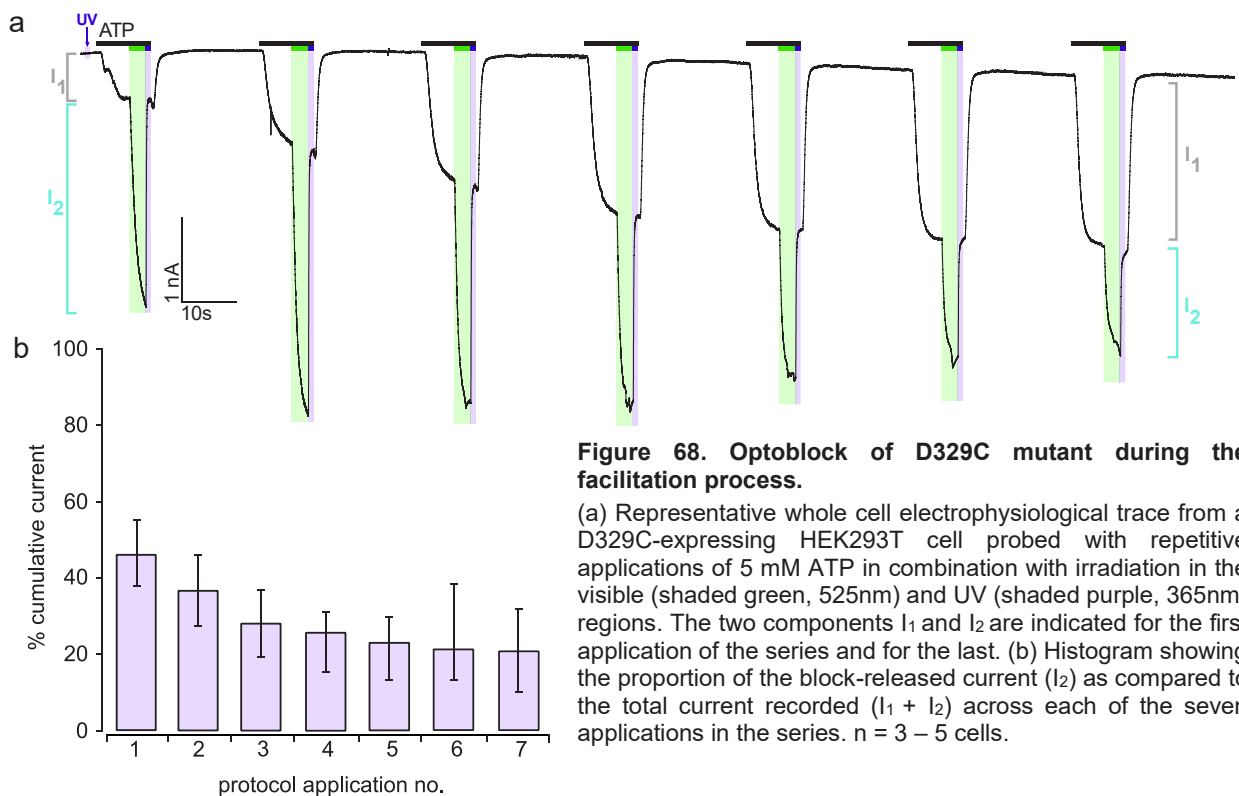 a
UV
ATP
I1
I2
1 nA
10s
I1
I2
b
100
80
60
40
20
0
% cumulative current
1 2 3 4 5 6 7
protocol application no.
Figure 68. Optoblock of D329C mutant during the
facilitation process.
(a) Representative whole cell electrophysiological trace from a
D329C-expressing HEK293T cell probed with repetitive
applications of 5 mM ATP in combination with irradiation in the
visible (shaded green, 525nm) and UV (shaded purple, 365nm
regions. The two components I1 and I2 are indicated for the first
application of the series and for the last. (b) Histogram showing
the proportion of the block-released current (I2) as compared to
the total current recorded (I1 + I2) across each of the seven
applications in the series. n = 3 – 5 cells.